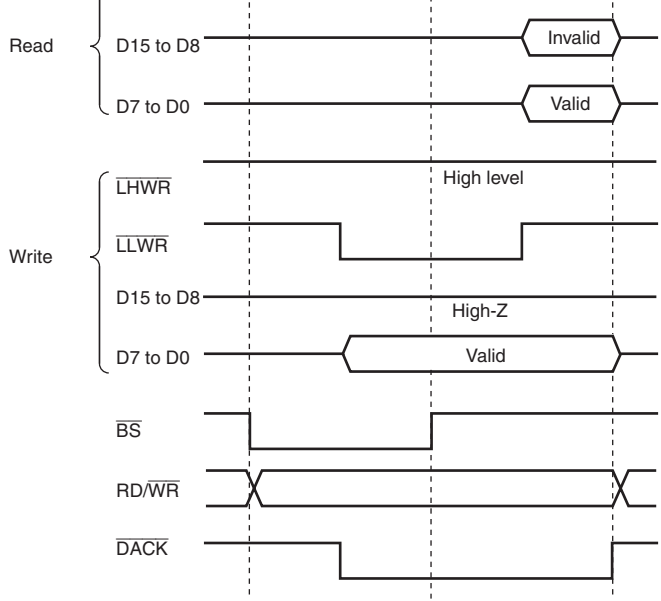 Read
D15 to D8
Invalid
D7 to D0
Valid
Write
LHWR
High level
LLWR
D15 to D8
High-Z
D7 to D0
Valid
BS
RD/WR
DACK